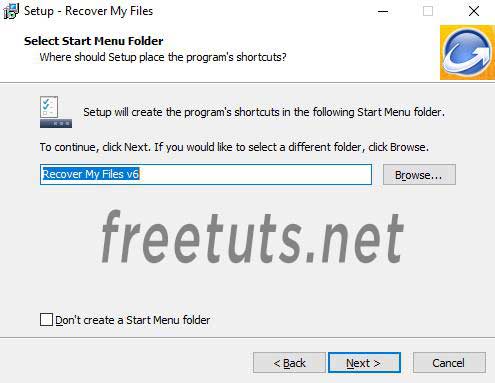 Setup - Recover My Files
Select Start Menu Folder
Where should Setup place the program's shortcuts?
Setup will create the program's shortcuts in the following Start Menu folder.
To continue, click Next. If you would like to select a different folder, click Browse.
Recover My Files v6
Browse...
freetuts.net
Don't create a Start Menu folder
< Back
Next >
Cancel